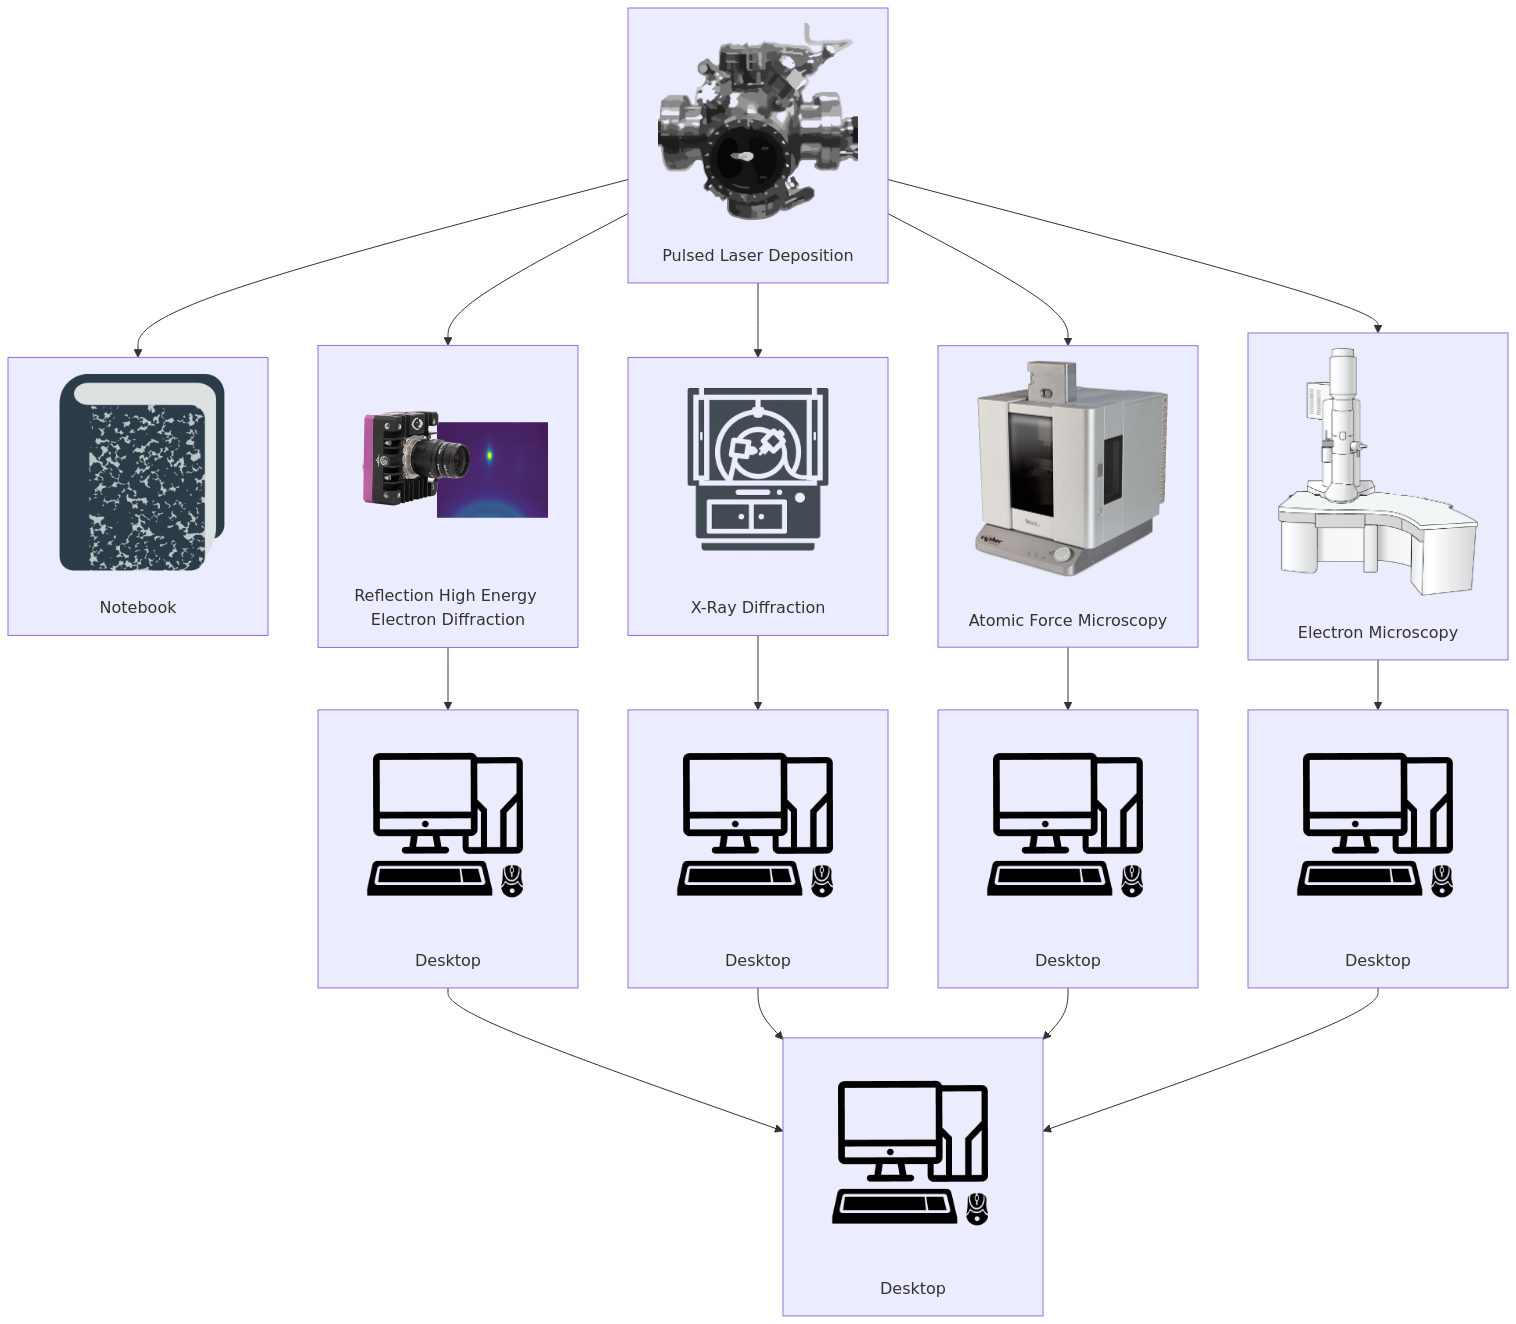 Pulsed Laser Deposition
Notebook
Reflection High Energy
Electron Diffraction
X-Ray Diffraction
Atomic Force Microscopy
Electron Microscopy
Desktop
Desktop
Desktop
Desktop
Desktop